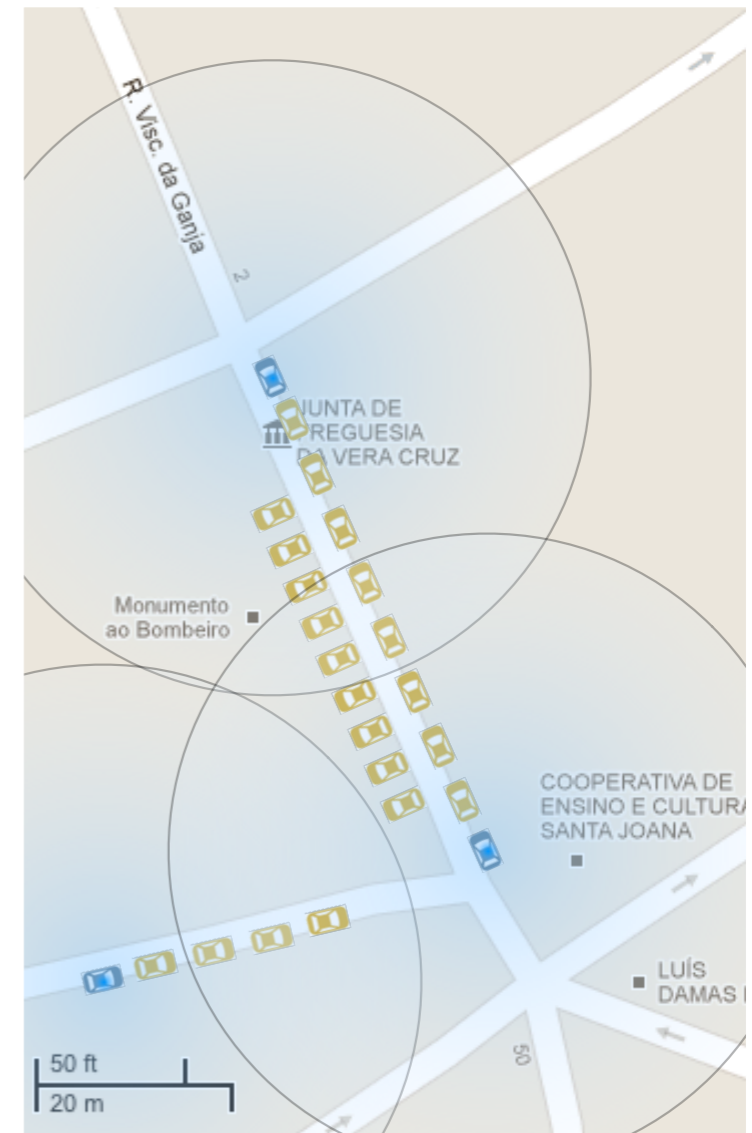 R. Visc. da Ganja
2
JUNTA DE
FREGUESIA
DA VERA CRUZ
Monumento
ao Bombeiro
COOPERATIVA DE
ENSINO E CULTURA
SANTA JOANA
LUÍS
DAMAS
50
50 ft
20 m